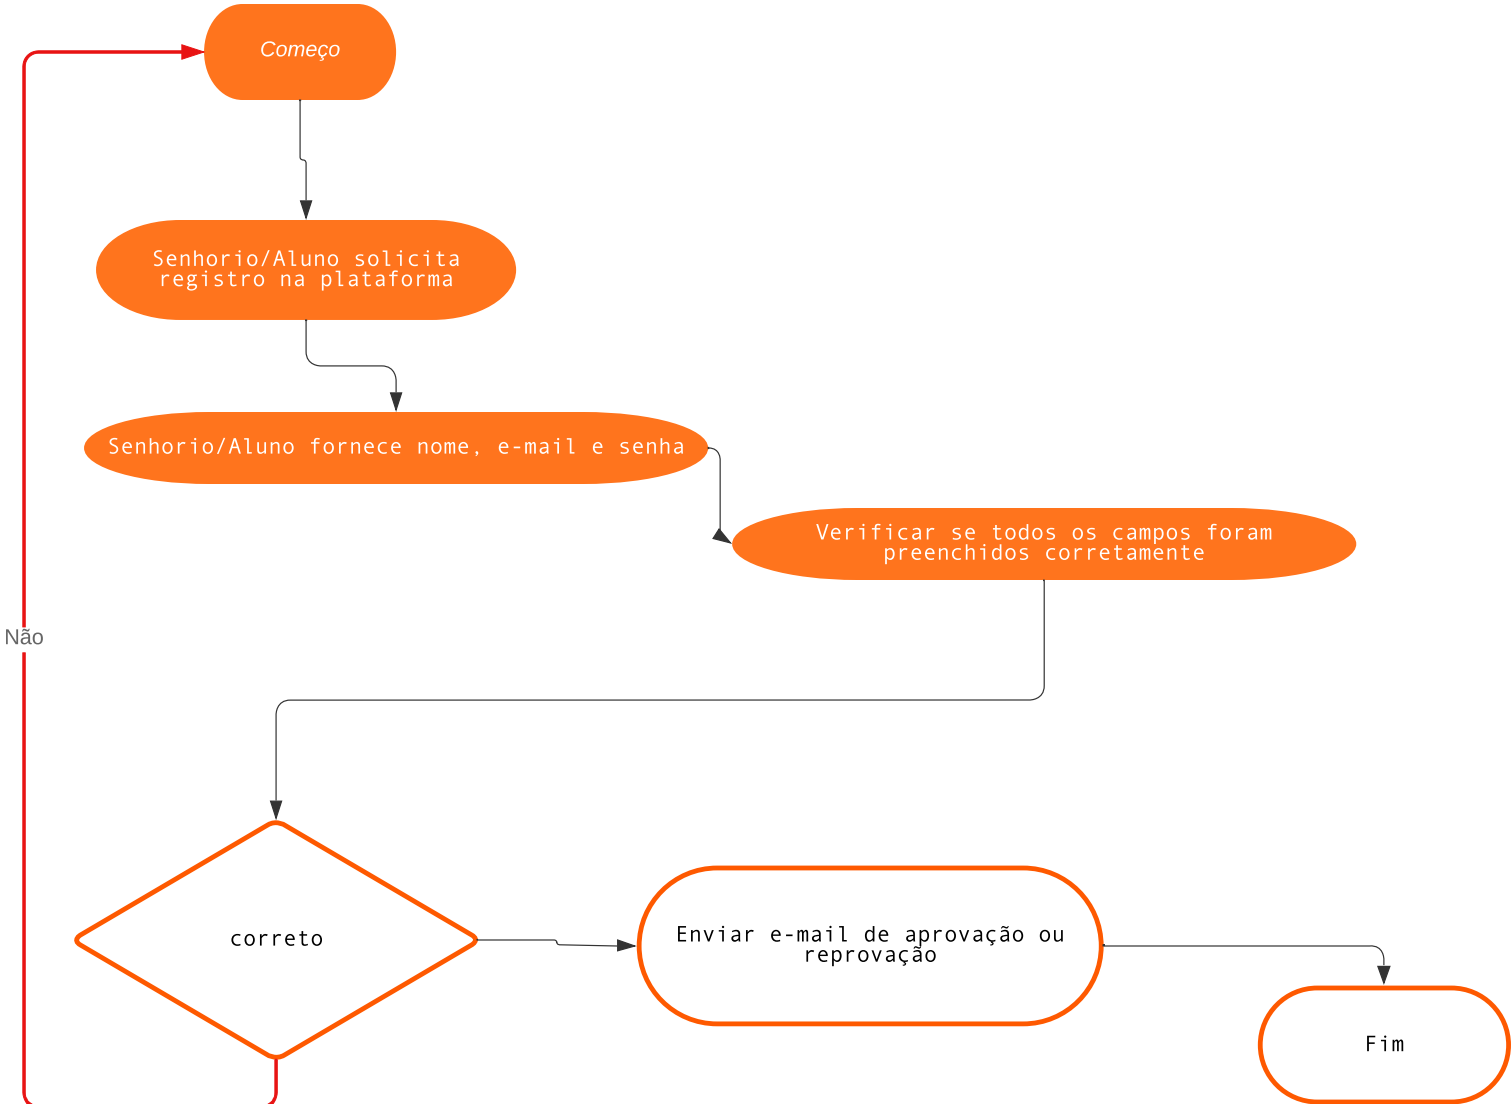 Começo
Senhorio/Aluno solicita
registro na plataforma
Senhorio/Aluno fornece nome, e-mail e senha
Verificar se todos os campos foram
preenchidos corretamente
Não
correto
Enviar e-mail de aprovação ou
reprovação
Fim